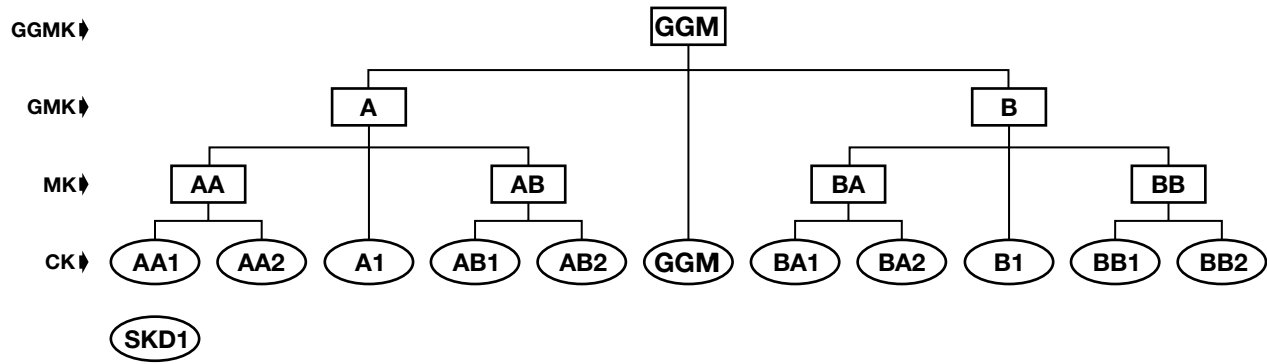 GGMK GGM
GMK A B
MK AA AB BA BB
CK AA1 AA2 A1 AB1 AB2 GGM BA1 BA2 B1 BB1 BB2
SKD1